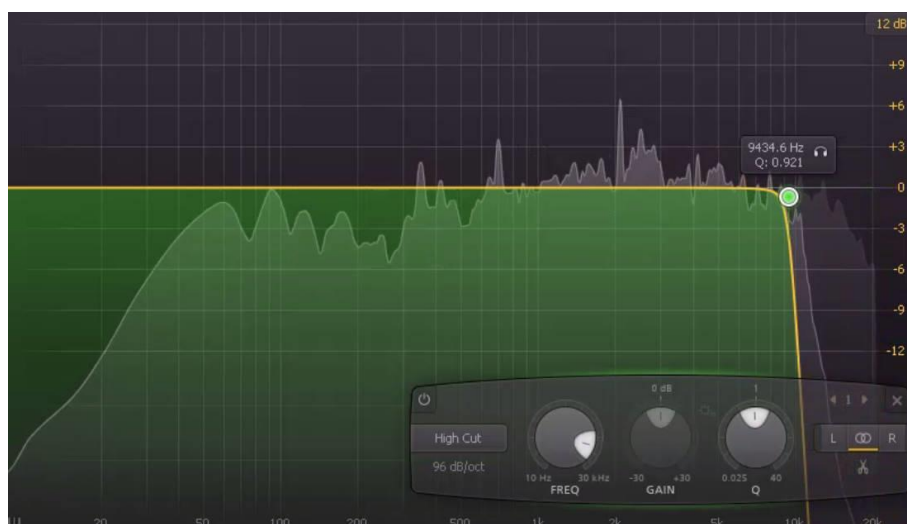 12 dB
+9
+6
+3
9434.6 Hz
Q: 0.921
0
-3
-6
-9
-12
0 dB
1
1
High Cut
L
R
96 dB/oct
10 Hz
30 kHz
-30
+30
0.025
40
FREQ
GAIN
Q
20
50
100
200
500
1k
2k
5k
10k
20k